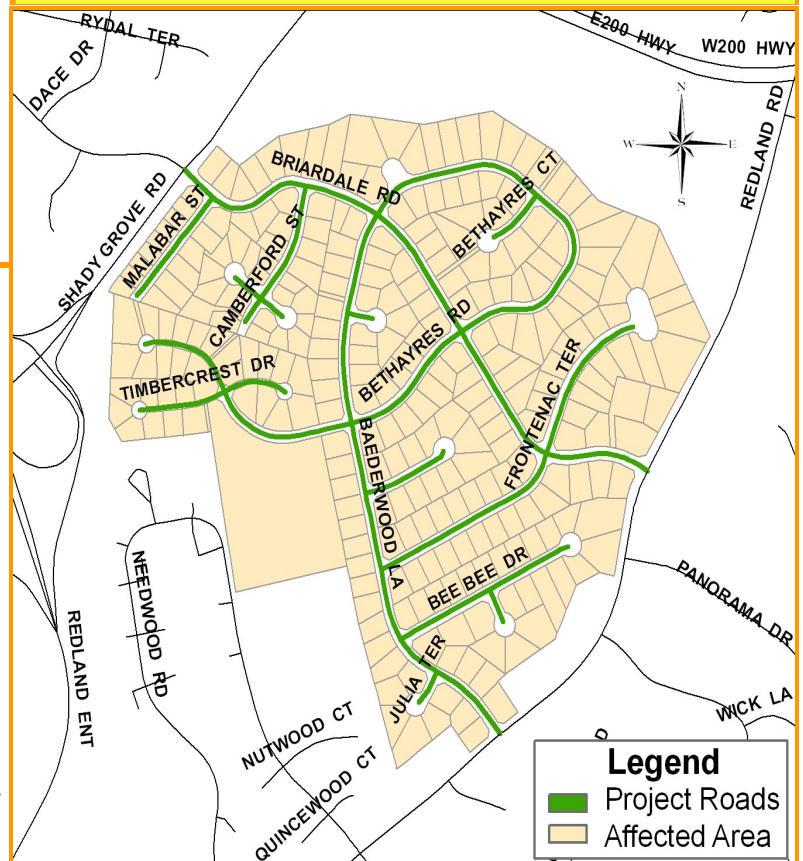 RYDAL TER
E200 HWY
W200 HWY
DACE DR
N
W
E
S
REDLAND RD
BRIARDALE RD
BETHAYRES CT
SHADY GROVE RD
MALABAR ST
CAMBERFORD ST
BETHAYRES RD
TIMBERCREST DR
FRONTENAC TER
BAEDERWOOD LA
BEE BEE DR
NEEDWOOD RD
PANORAMA DR
REDLAND ENT
JULIA TER
WICK LA
NUTWOOD CT
QUINCEWOOD CT
D
Legend
Project Roads
Affected Area